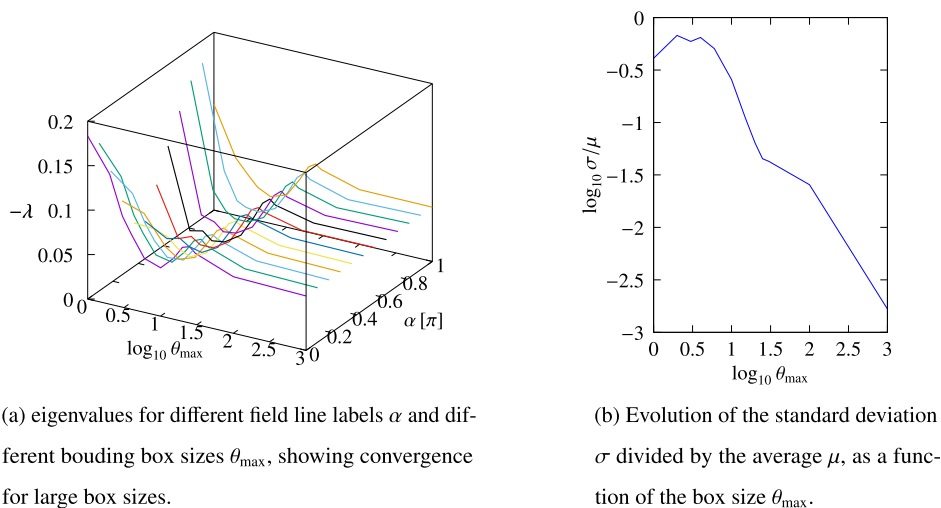 0.2
0.15
0.1
0.05
0
−λ
0
0.5
1
1.5
2
2.5
3
log₁₀ θmax
0
0.2
0.4
0.6
0.8
1
α [π]
0
−0.5
−1
−1.5
−2
−2.5
−3
log₁₀ σ/μ
0 0.5 1 1.5 2 2.5 3
log₁₀ θmax
(a) eigenvalues for different field line labels α and dif-
ferent bouding box sizes θmax, showing convergence
for large box sizes.
(b) Evolution of the standard deviation
σ divided by the average μ, as a func-
tion of the box size θmax.